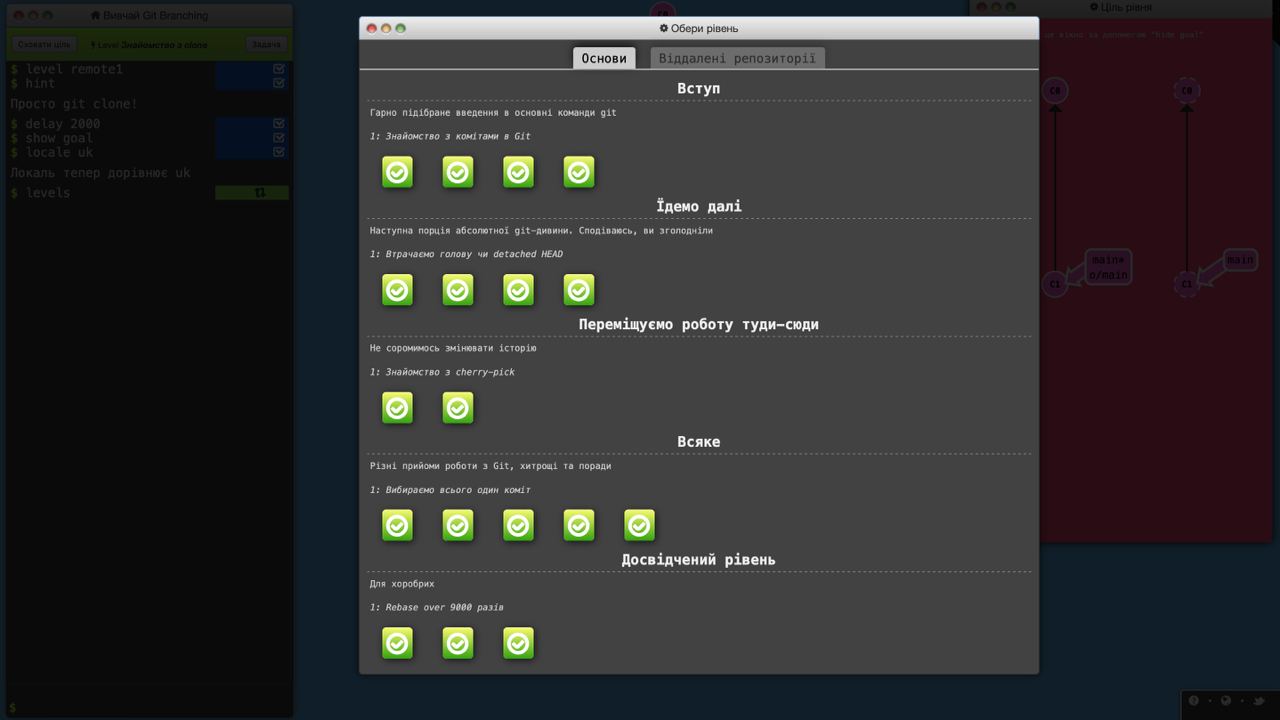 Вивчай Git Branching
Сховати ціль
Level Знайомство з clone
Задача
$ level remote1
$ hint
Просто git clone!
$ delay 2000
$ show goal
$ locale uk
Локаль тепер дорівнює uk
$ levels
$
C0
Обери рівень
Основи
Віддалені репозиторії
Вступ
Гарно підібране введення в основні команди git
1: Знайомство з комітами в Git
Їдемо далі
Наступна порція абсолютної git-дивини. Сподіваюсь, ви зголодніли
1: Втрачаємо голову чи detached HEAD
Переміщуємо роботу туди-сюди
Не соромимось змінювати історію
1: Знайомство з cherry-pick
Всяке
Різні прийоми роботи з Git, хитрощі та поради
1: Вибираємо всього один коміт
Досвідчений рівень
Для хоробрих
1: Rebase over 9000 разів
Ціль рівня
за допомогою "hide goal"
C0
C0
main*
o/main
main
C1
C1